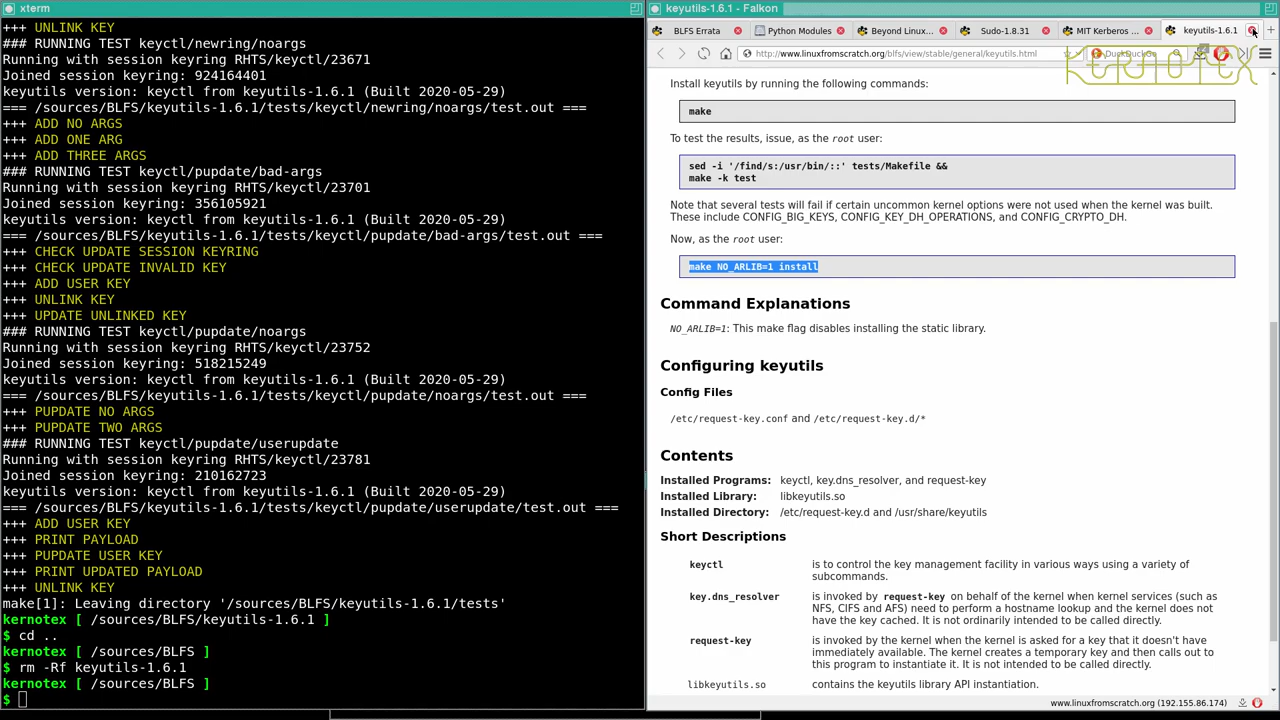 xterm
+++ UNLINK KEY
### RUNNING TEST keyctl/newring/noargs
Running with session keyring RHTS/keyctl/23671
Joined session keyring: 924164401
keyutils version: keyctl from keyutils-1.6.1 (Built 2020-05-29)
=== /sources/BLFS/keyutils-1.6.1/tests/keyctl/newring/noargs/test.out ===
+++ ADD NO ARGS
+++ ADD ONE ARG
+++ ADD THREE ARGS
### RUNNING TEST keyctl/pupdate/bad-args
Running with session keyring RHTS/keyctl/23701
Joined session keyring: 356105921
keyutils version: keyctl from keyutils-1.6.1 (Built 2020-05-29)
=== /sources/BLFS/keyutils-1.6.1/tests/keyctl/pupdate/bad-args/test.out ===
+++ CHECK UPDATE SESSION KEYRING
+++ CHECK UPDATE INVALID KEY
+++ ADD USER KEY
+++ UNLINK KEY
+++ UPDATE UNLINKED KEY
### RUNNING TEST keyctl/pupdate/noargs
Running with session keyring RHTS/keyctl/23752
Joined session keyring: 518215249
keyutils version: keyctl from keyutils-1.6.1 (Built 2020-05-29)
=== /sources/BLFS/keyutils-1.6.1/tests/keyctl/pupdate/noargs/test.out ===
+++ PUPDATE NO ARGS
+++ PUPDATE TWO ARGS
### RUNNING TEST keyctl/pupdate/userupdate
Running with session keyring RHTS/keyctl/23781
Joined session keyring: 210162723
keyutils version: keyctl from keyutils-1.6.1 (Built 2020-05-29)
=== /sources/BLFS/keyutils-1.6.1/tests/keyctl/pupdate/userupdate/test.out ===
+++ ADD USER KEY
+++ PRINT PAYLOAD
+++ PUPDATE USER KEY
+++ PRINT UPDATED PAYLOAD
+++ UNLINK KEY
make[1]: Leaving directory '/sources/BLFS/keyutils-1.6.1/tests'
kernotex [ /sources/BLFS/keyutils-1.6.1 ]
$ cd ..
kernotex [ /sources/BLFS ]
$ rm -Rf keyutils-1.6.1
kernotex [ /sources/BLFS ]
$
keyutils-1.6.1 - Falkon
BLFS Errata
Python Modules
Beyond Linux...
Sudo-1.8.31
MIT Kerberos ...
keyutils-1.6.1
http://www.linuxfromscratch.org/blfs/view/stable/general/keyutils.html
DuckDuckGo
KERNOTEX
Install keyutils by running the following commands:
make
To test the results, issue, as the root user:
sed -i '/find/s:/usr/bin/::' tests/Makefile &&
make -k test
Note that several tests will fail if certain uncommon kernel options were not used when the kernel was built.
These include CONFIG_BIG_KEYS, CONFIG_KEY_DH_OPERATIONS, and CONFIG_CRYPTO_DH.
Now, as the root user:
make NO_ARLIB=1 install
Command Explanations
NO_ARLIB=1: This make flag disables installing the static library.
Configuring keyutils
Config Files
/etc/request-key.conf and /etc/request-key.d/*
Contents
Installed Programs: keyctl, key.dns_resolver, and request-key
Installed Library: libkeyutils.so
Installed Directory: /etc/request-key.d and /usr/share/keyutils
Short Descriptions
keyctl is to control the key management facility in various ways using a variety of
subcommands.
key.dns_resolver is invoked by request-key on behalf of the kernel when kernel services (such as
NFS, CIFS and AFS) need to perform a hostname lookup and the kernel does not
have the key cached. It is not ordinarily intended to be called directly.
request-key is invoked by the kernel when the kernel is asked for a key that it doesn't have
immediately available. The kernel creates a temporary key and then calls out to
this program to instantiate it. It is not intended to be called directly.
libkeyutils.so contains the keyutils library API instantiation.
www.linuxfromscratch.org (192.155.86.174)